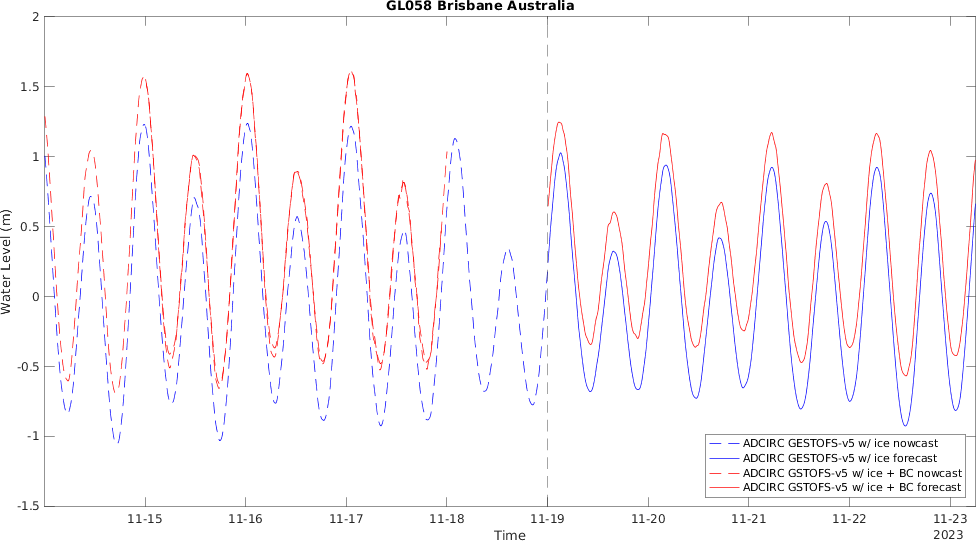 GL058 Brisbane Australia
2
1.5
1
0.5
0
-0.5
-1
-1.5
Water Level (m)
ADCIRC GESTOFS-v5 w/ ice nowcast
ADCIRC GESTOFS-v5 w/ ice forecast
ADCIRC GSTOFS-v5 w/ ice + BC nowcast
ADCIRC GSTOFS-v5 w/ ice + BC forecast
11-15 11-16 11-17 11-18 11-19 11-20 11-21 11-22 11-23
Time 2023